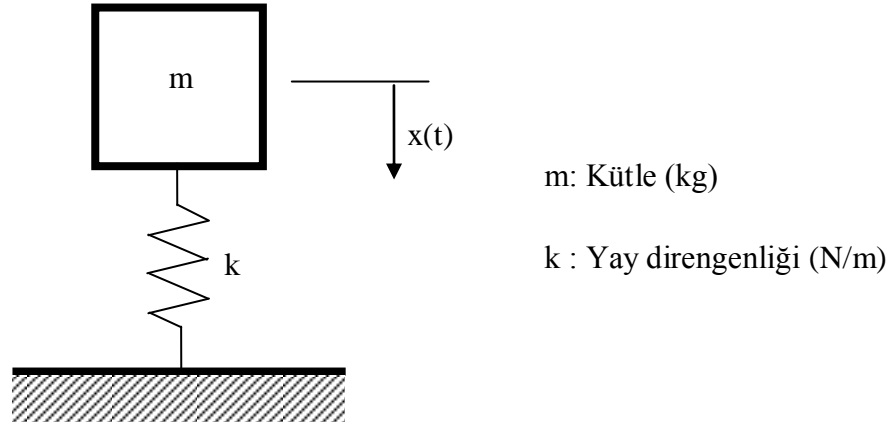 m
x(t)
m: Kütle (kg)
k
k : Yay direngenliği (N/m)